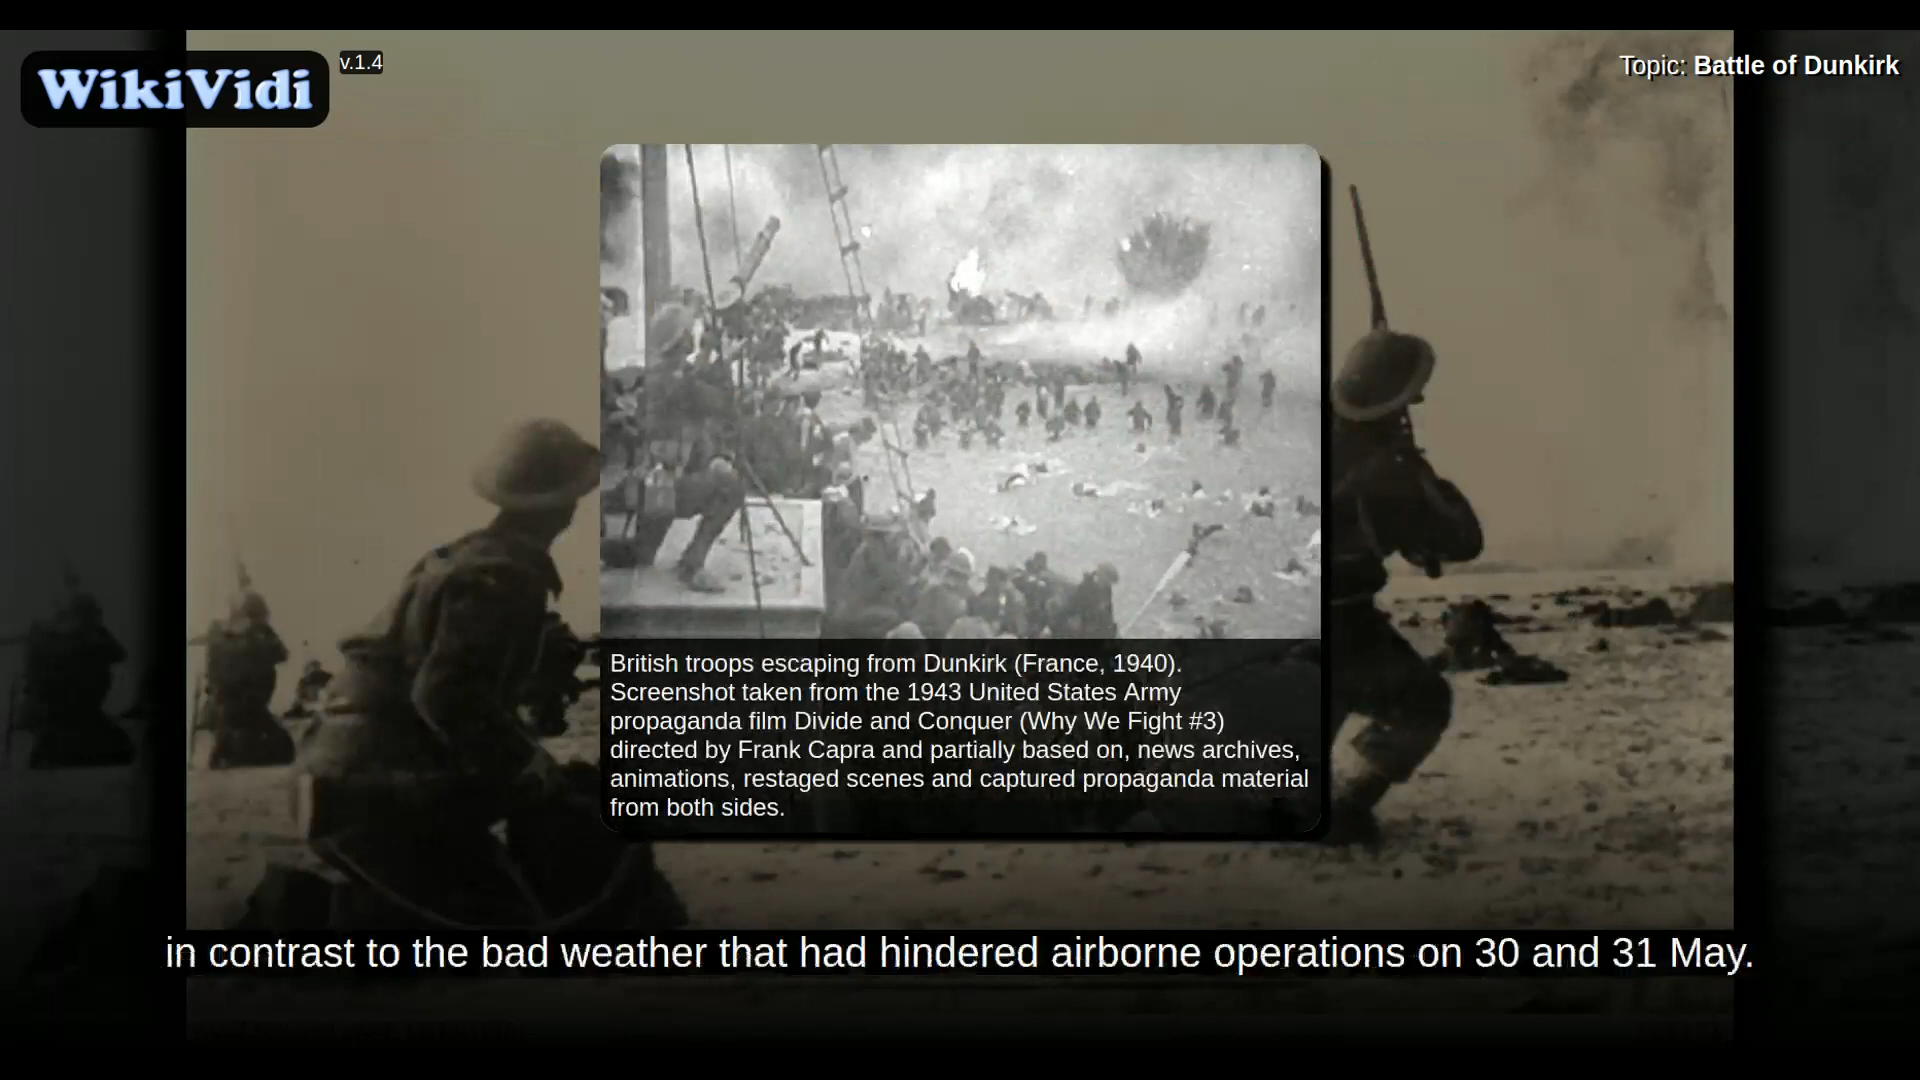 WikiVidi
v.1.4
Topic: Battle of Dunkirk
British troops escaping from Dunkirk (France, 1940).
Screenshot taken from the 1943 United States Army
propaganda film Divide and Conquer (Why We Fight #3)
directed by Frank Capra and partially based on, news archives,
animations, restaged scenes and captured propaganda material
from both sides.
in contrast to the bad weather that had hindered airborne operations on 30 and 31 May.